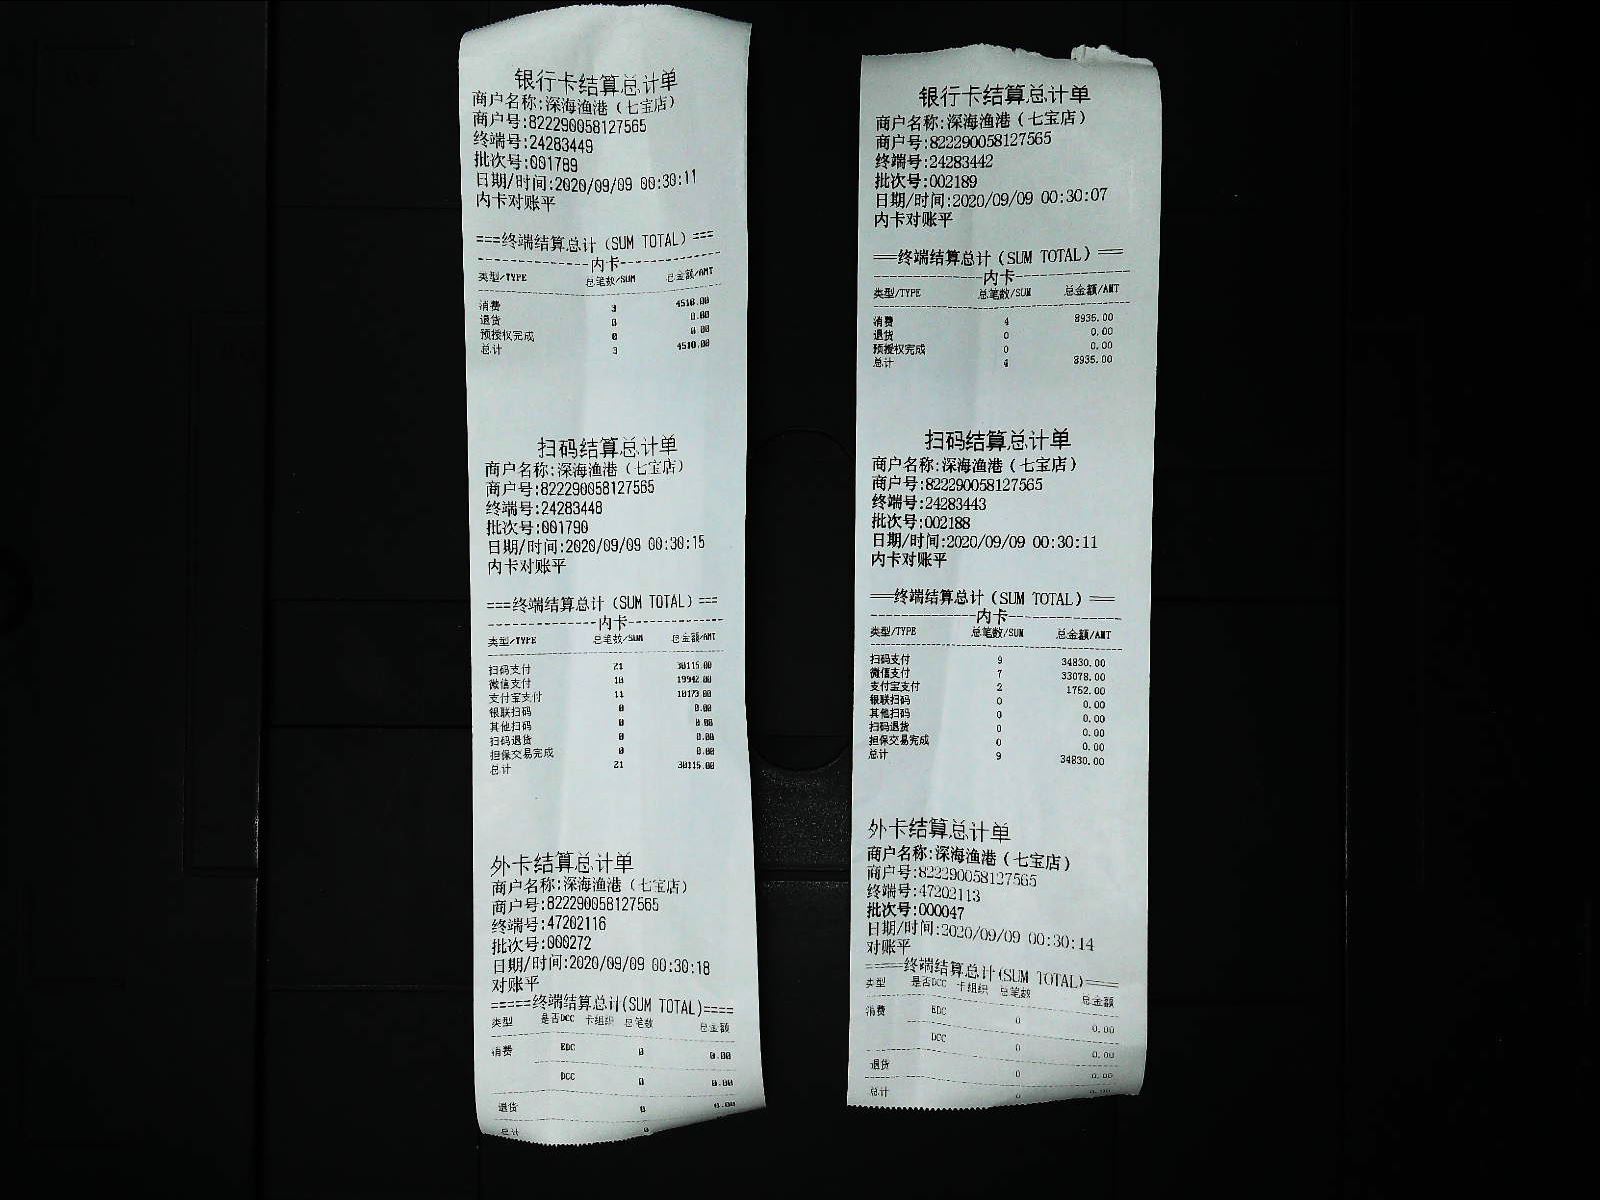 银行卡结算总计单
商户名称:深海渔港（七宝店）
商户号:822290058127565
终端号:24283449
批次号:001789
日期/时间:2020/09/09 00:30:11
内卡对账平
===终端结算总计（SUM TOTAL）===
内卡
类型/TYPE 总笔数/SUM 总金额/AMT
消费 3 4510.00
退货 0 0.00
预授权完成 0 0.00
总计 3 4510.00
扫码结算总计单
商户名称:深海渔港（七宝店）
商户号:822290058127565
终端号:24283448
批次号:001790
日期/时间:2020/09/09 00:30:15
内卡对账平
===终端结算总计（SUM TOTAL）===
内卡
类型/TYPE 总笔数/SUM 总金额/AMT
扫码支付 21 30115.00
微信支付 10 19942.00
支付宝支付 11 10173.00
银联扫码 0 0.00
其他扫码 0 0.00
扫码退货 0 0.00
担保交易完成 0 0.00
总计 21 30115.00
外卡结算总计单
商户名称:深海渔港（七宝店）
商户号:822290058127565
终端号:47202116
批次号:000272
日期/时间:2020/09/09 00:30:18
对账平
=====终端结算总计(SUM TOTAL)====
类型 是否DCC 卡组织 总笔数 总金额
消费 EDC 0 0.00
DCC 0 0.00
退货 0 0.00
总计 0
银行卡结算总计单
商户名称:深海渔港（七宝店）
商户号:822290058127565
终端号:24283442
批次号:002189
日期/时间:2020/09/09 00:30:07
内卡对账平
===终端结算总计（SUM TOTAL）===
内卡
类型/TYPE 总笔数/SUM 总金额/AMT
消费 4 8935.00
退货 0 0.00
预授权完成 0 0.00
总计 4 8935.00
扫码结算总计单
商户名称:深海渔港（七宝店）
商户号:822290058127565
终端号:24283443
批次号:002188
日期/时间:2020/09/09 00:30:11
内卡对账平
===终端结算总计（SUM TOTAL）===
内卡
类型/TYPE 总笔数/SUM 总金额/AMT
扫码支付 9 34830.00
微信支付 7 33078.00
支付宝支付 2 1752.00
银联扫码 0 0.00
其他扫码 0 0.00
扫码退货 0 0.00
担保交易完成 0 0.00
总计 9 34830.00
外卡结算总计单
商户名称:深海渔港（七宝店）
商户号:822290058127565
终端号:47202113
批次号:000047
日期/时间:2020/09/09 00:30:14
对账平
=====终端结算总计(SUM TOTAL)=====
类型 是否DCC 卡组织 总笔数 总金额
消费 EDC 0 0.00
DCC 0 0.00
退货 0 0.00
总计 0 0.00